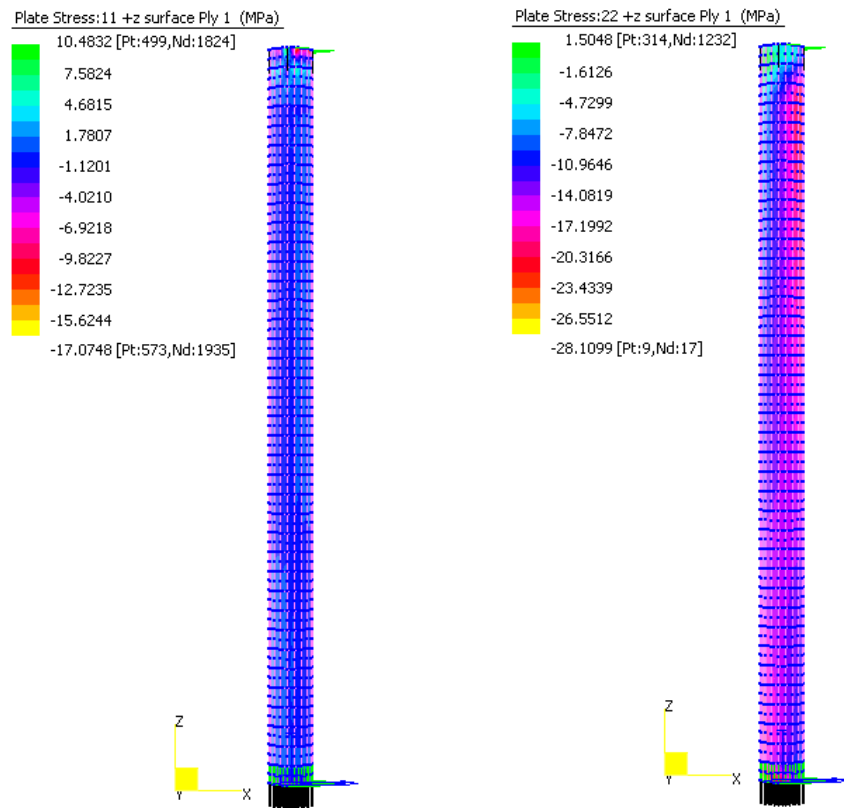 Plate Stress:11 +z surface Ply 1 (MPa)
10.4832 [Pt:499,Nd:1824]
7.5824
4.6815
1.7807
-1.1201
-4.0210
-6.9218
-9.8227
-12.7235
-15.6244
-17.0748 [Pt:573,Nd:1935]
Z
Y
X
Plate Stress:22 +z surface Ply 1 (MPa)
1.5048 [Pt:314,Nd:1232]
-1.6126
-4.7299
-7.8472
-10.9646
-14.0819
-17.1992
-20.3166
-23.4339
-26.5512
-28.1099 [Pt:9,Nd:17]
Z
Y
X